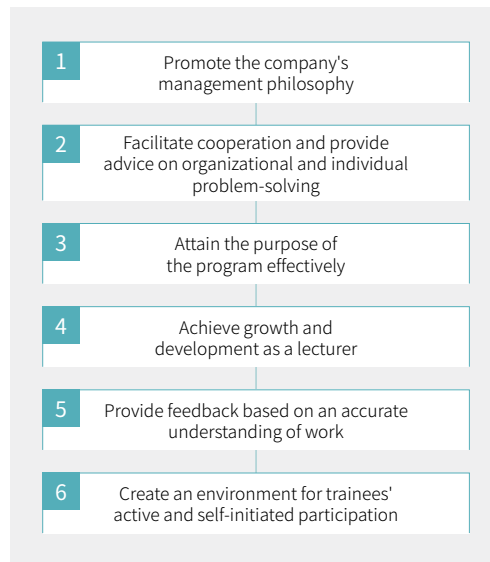 1
Promote the company's
management philosophy
2
Facilitate cooperation and provide
advice on organizational and individual
problem-solving
3
Attain the purpose of
the program effectively
4
Achieve growth and
development as a lecturer
5
Provide feedback based on an accurate
understanding of work
6
Create an environment for trainees'
active and self-initiated participation